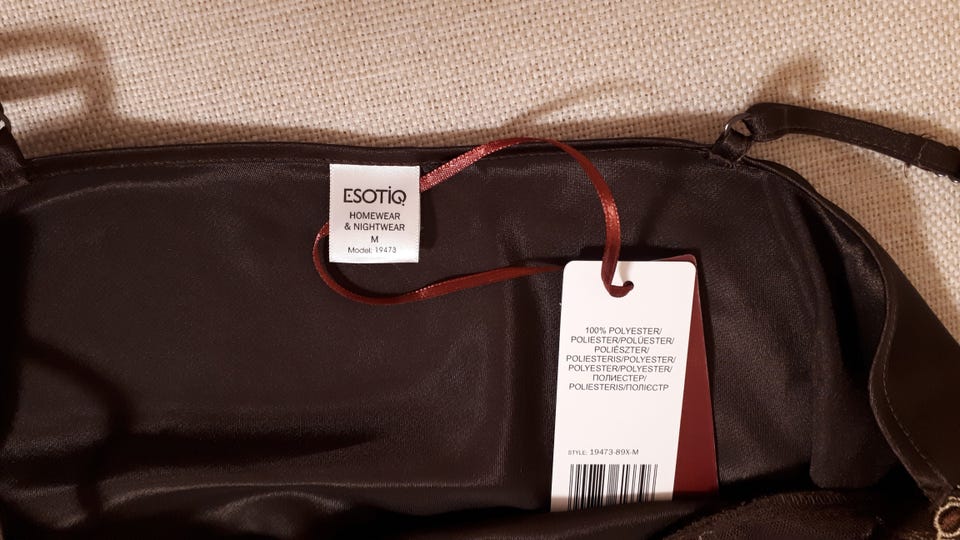 ESOTIQ
HOMEWEAR
& NIGHTWEAR
M
Model: 19473
100% POLYESTER/
POLIESTER/POLÜESTER/
POLIÉSZTER/
POLIESTERIS/POLYESTER/
POLYESTER/POLYESTER/
ПОЛИЕСТЕР/
POLIESTERIS/ПОЛІЄСТР
STYLE: 19473-89X-M